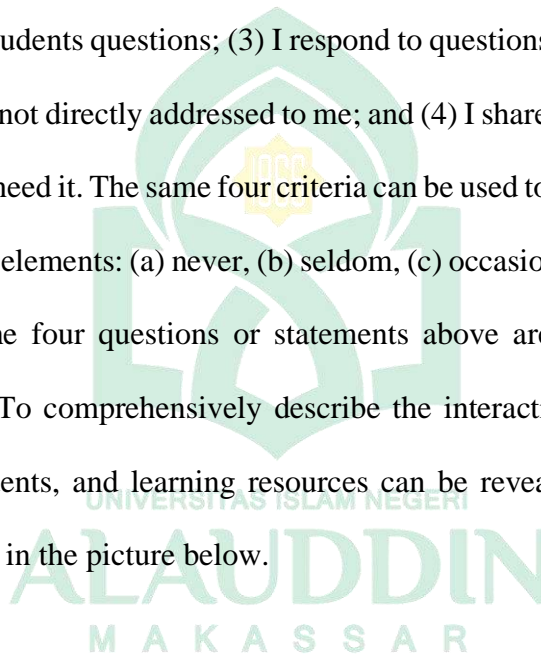 udents questions; (3) I respond to questions
not directly addressed to me; and (4) I share
need it. The same four criteria can be used to
elements: (a) never, (b) seldom, (c) occasio
ne four questions or statements above are
To comprehensively describe the interacti
ents, and learning resources can be revea
UNIVERSITAS ISLAM NEGERI
in the picture below.
ALAUDDIN
MAKASSAR